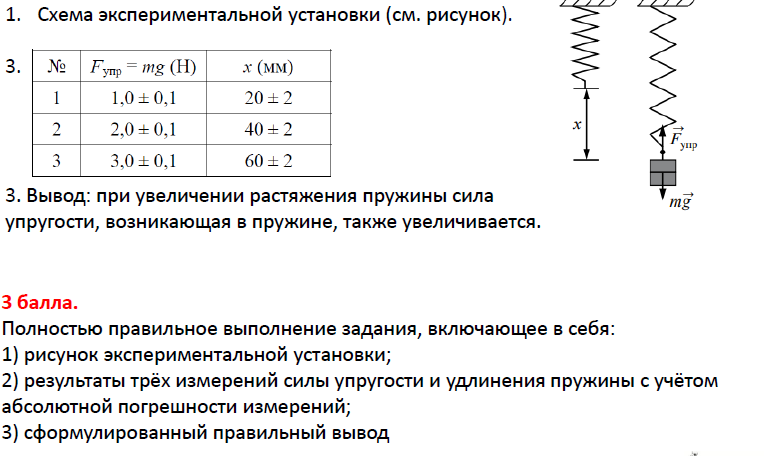 1. Схема экспериментальной установки (см. рисунок).
3.
№ Fупр = mg (Н) x (мм)
1 1,0 ± 0,1 20 ± 2
2 2,0 ± 0,1 40 ± 2
3 3,0 ± 0,1 60 ± 2
x
Fупр
mg
3. Вывод: при увеличении растяжения пружины сила
упругости, возникающая в пружине, также увеличивается.
3 балла.
Полностью правильное выполнение задания, включающее в себя:
1) рисунок экспериментальной установки;
2) результаты трёх измерений силы упругости и удлинения пружины с учётом
абсолютной погрешности измерений;
3) сформулированный правильный вывод